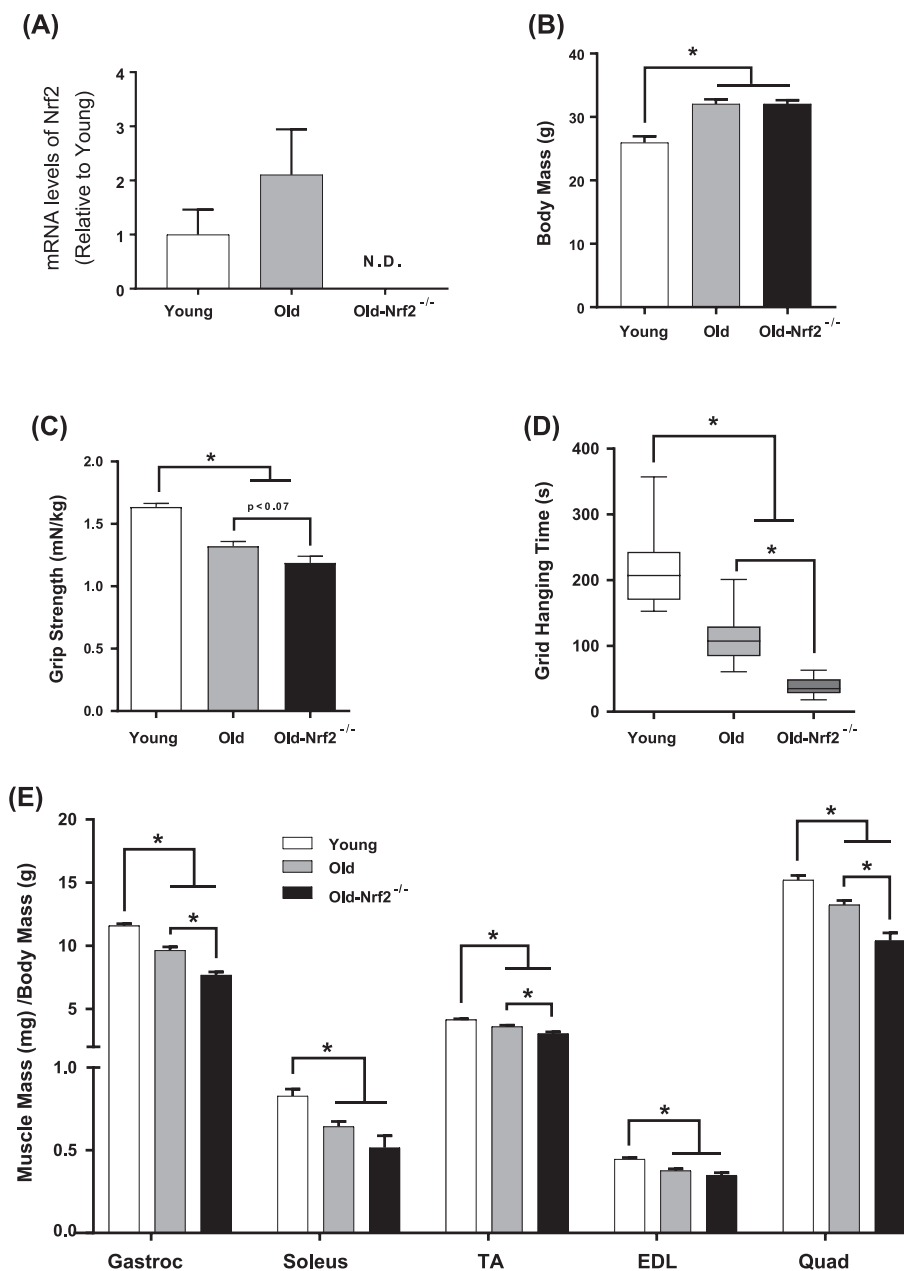 (A)
mRNA levels of Nrf2
(Relative to Young)
4
3
2
1
0
N.D.
Young Old Old-Nrf2 -/-
(B)
Body Mass (g)
40
30
20
10
0
*
Young Old Old-Nrf2 -/-
(C)
Grip Strength (mN/kg)
2.0
1.5
1.0
0.5
0.0
*
p<0.07
Young Old Old-Nrf2 -/-
(D)
Grid Hanging Time (s)
400
300
200
100
0
*
*
Young Old Old-Nrf2 -/-
(E)
Muscle Mass (mg) /Body Mass (g)
20
15
10
5
1.0
0.5
0.0
Young
Old
Old-Nrf2 -/-
*
*
*
*
*
*
*
*
Gastroc Soleus TA EDL Quad